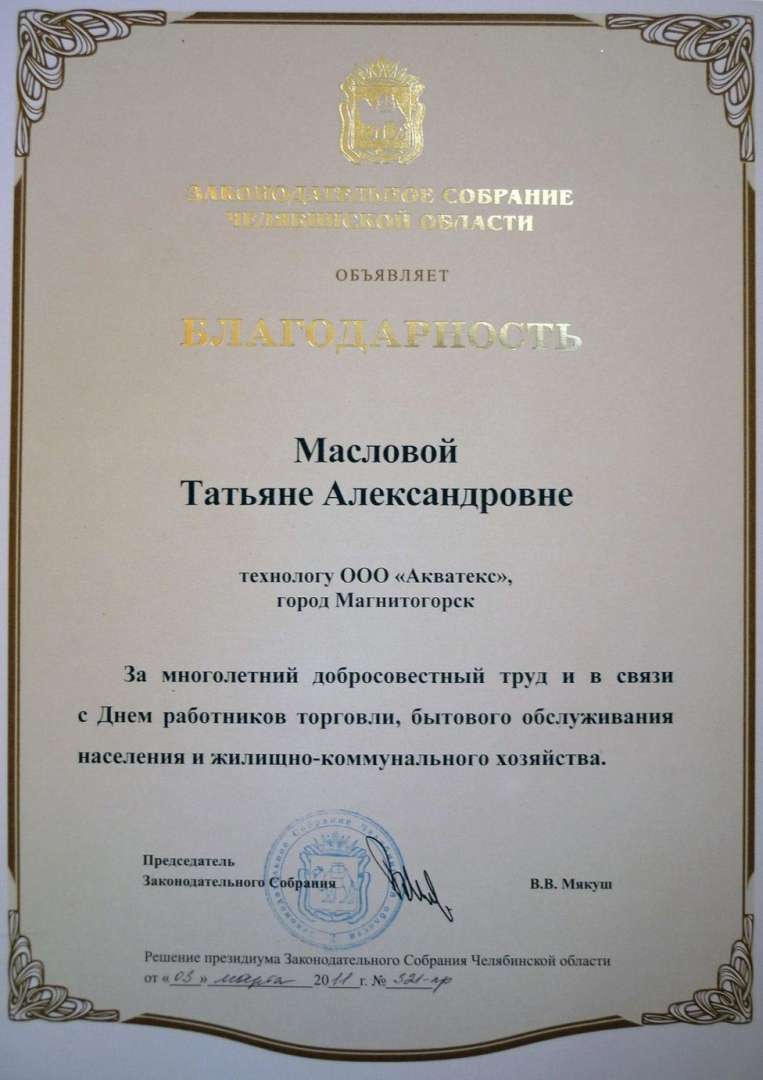 ЗАКОНОДАТЕЛЬНОЕ СОБРАНИЕ
ЧЕЛЯБИНСКОЙ ОБЛАСТИ
ОБЪЯВЛЯЕТ
БЛАГОДАРНОСТЬ
Масловой
Татьяне Александровне
технологу ООО «Акватекс»,
город Магнитогорск
За многолетний добросовестный труд и в связи
с Днем работников торговли, бытового обслуживания
населения и жилищно-коммунального хозяйства.
Председатель
Законодательного Собрания
В.В. Мякуш
Решение президиума Законодательного Собрания Челябинской области
от «03» марта 2011 г. № 321-пр